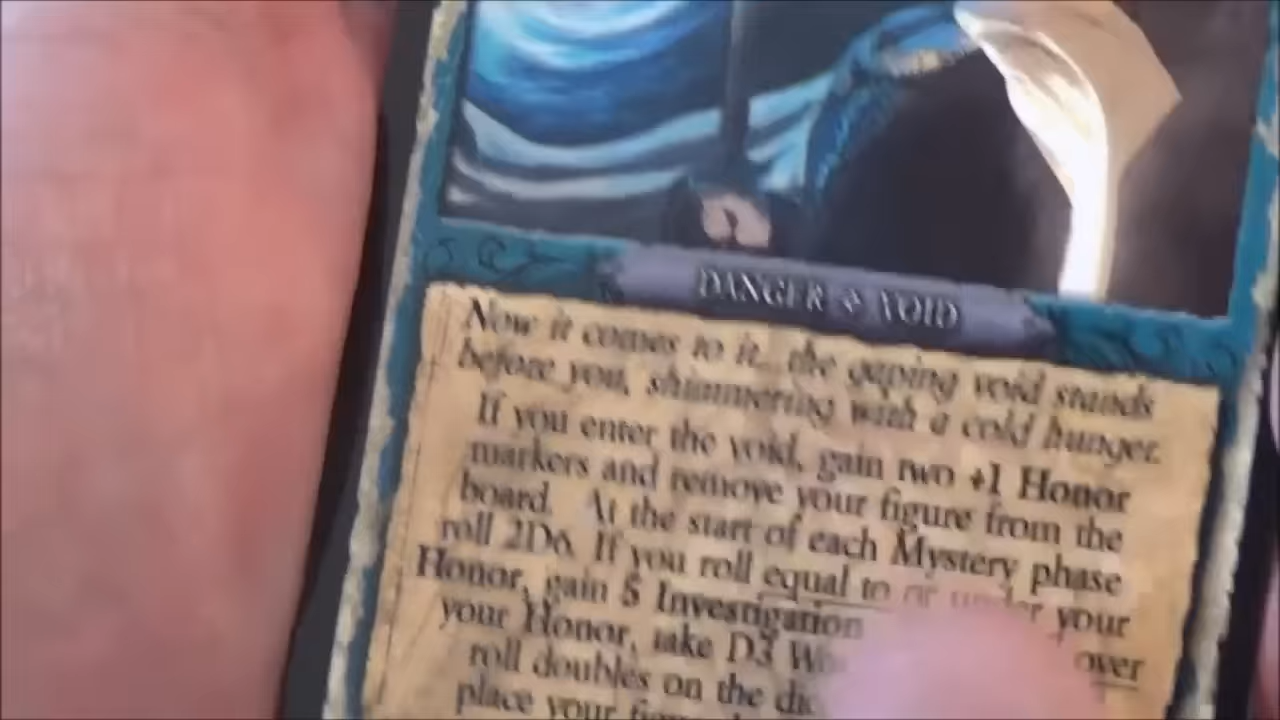 DANGER ❖ VOID
Now it comes to it... the gaping void stands
before you, shimmering with a cold hunger.
If you enter the void, gain two +1 Honor
markers and remove your figure from the
board. At the start of each Mystery phase
roll 2D6. If you roll equal to or under your
Honor, gain 5 Investigation over
your Honor, take D3
roll doubles on the
place your